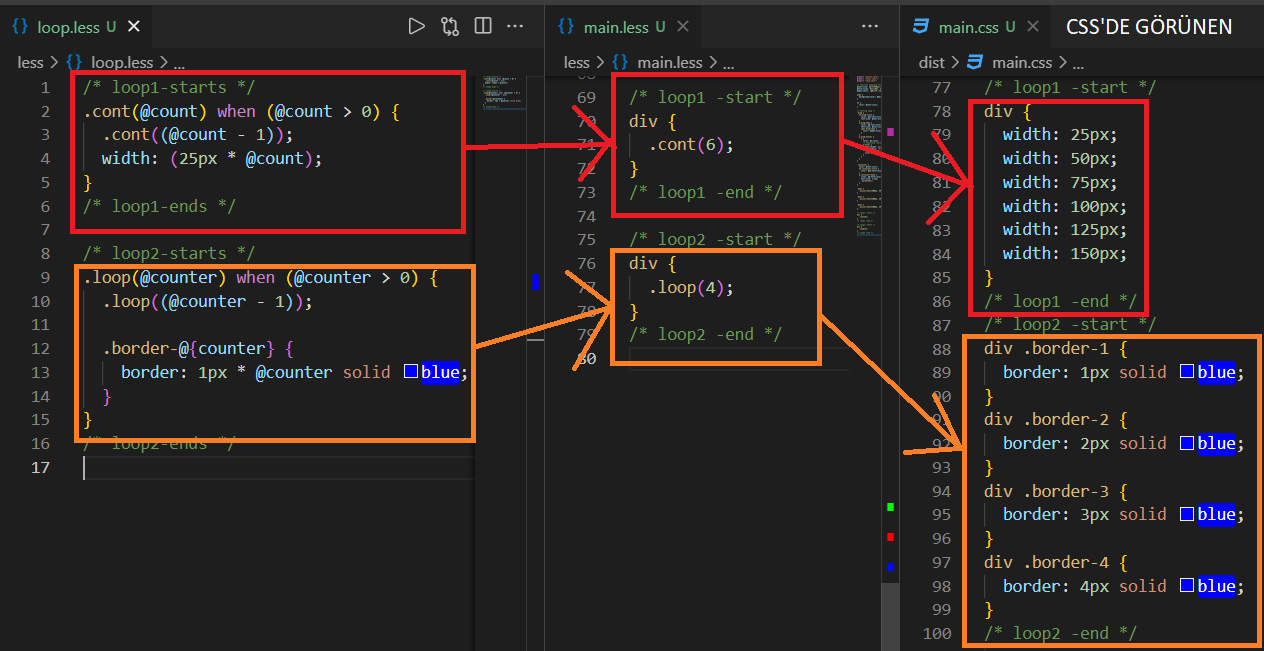 loop.less U
less > loop.less > ...
1 /* loop1-starts */
2 .cont(@count) when (@count > 0) {
3 .cont((@count - 1));
4 width: (25px * @count);
5 }
6 /* loop1-ends */
7
8 /* loop2-starts */
9 .loop(@counter) when (@counter > 0) {
10 .loop((@counter - 1));
11
12 .border-@{counter} {
13 border: 1px * @counter solid blue;
14 }
15 }
16 /* loop2-ends */
17
main.less U
less > main.less > ...
68
69 /* loop1 -start */
70 div {
71 .cont(6);
72 }
73 /* loop1 -end */
74
75 /* loop2 -start */
76 div {
77 .loop(4);
78 }
79 /* loop2 -end */
80
main.css U
CSS'DE GÖRÜNEN
dist > main.css > ...
77 /* loop1 -start */
78 div {
79 width: 25px;
80 width: 50px;
81 width: 75px;
82 width: 100px;
83 width: 125px;
84 width: 150px;
85 }
86 /* loop1 -end */
87 /* loop2 -start */
88 div .border-1 {
89 border: 1px solid blue;
90 }
91 div .border-2 {
92 border: 2px solid blue;
93 }
94 div .border-3 {
95 border: 3px solid blue;
96 }
97 div .border-4 {
98 border: 4px solid blue;
99 }
100 /* loop2 -end */